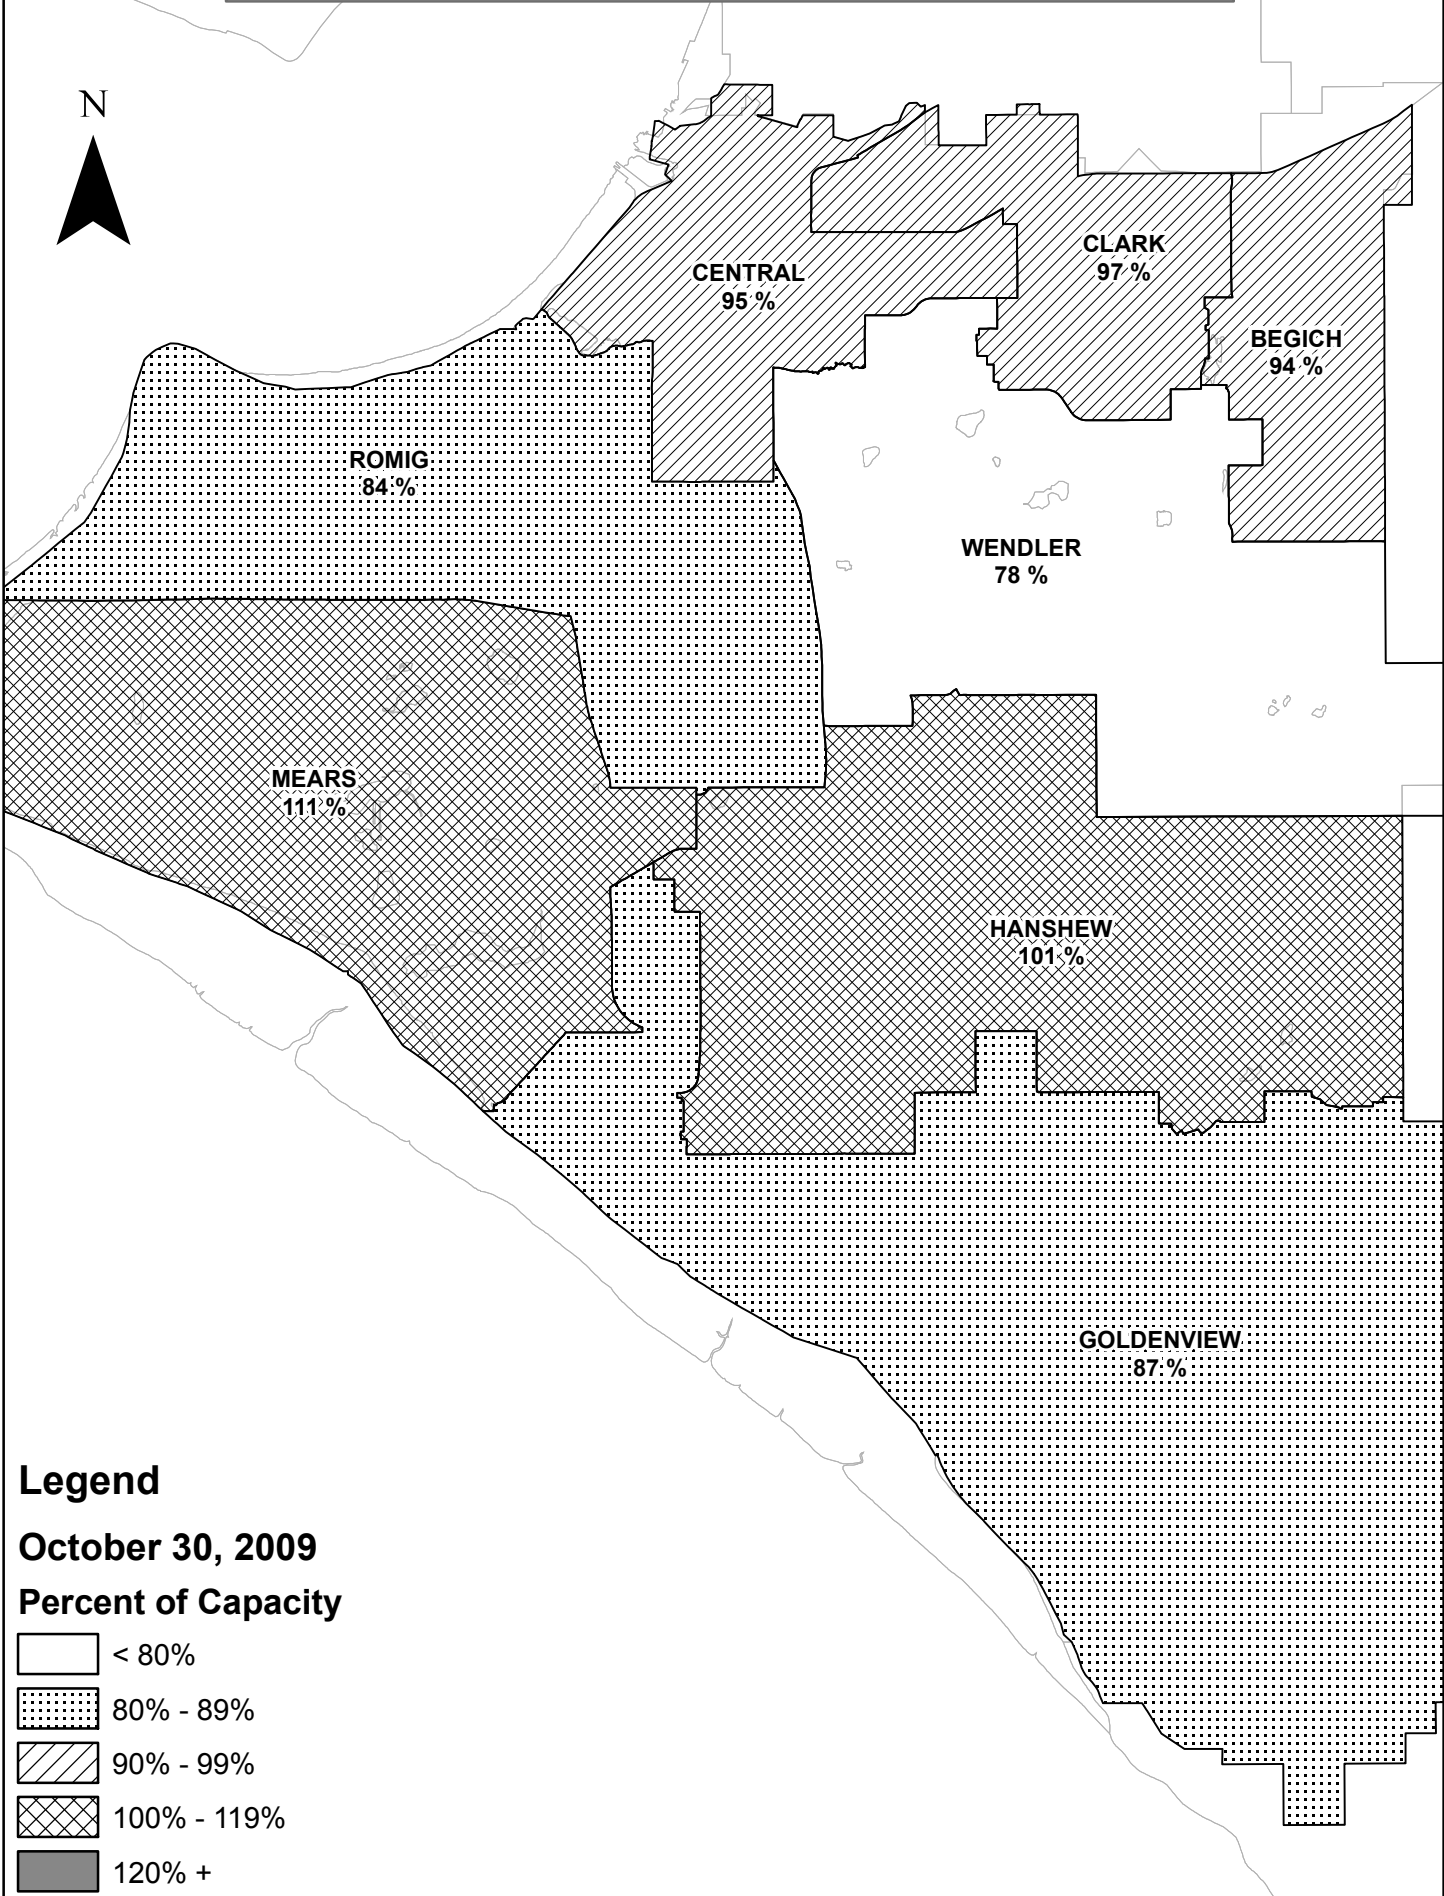 N
CLARK
97 %
CENTRAL
95 %
BEGICH
94 %
ROMIG
84 %
WENDLER
78 %
MEARS
111 %
HANSHEW
101 %
GOLDENVIEW
87 %
Legend
October 30, 2009
Percent of Capacity
< 80%
80% - 89%
90% - 99%
100% - 119%
120% +